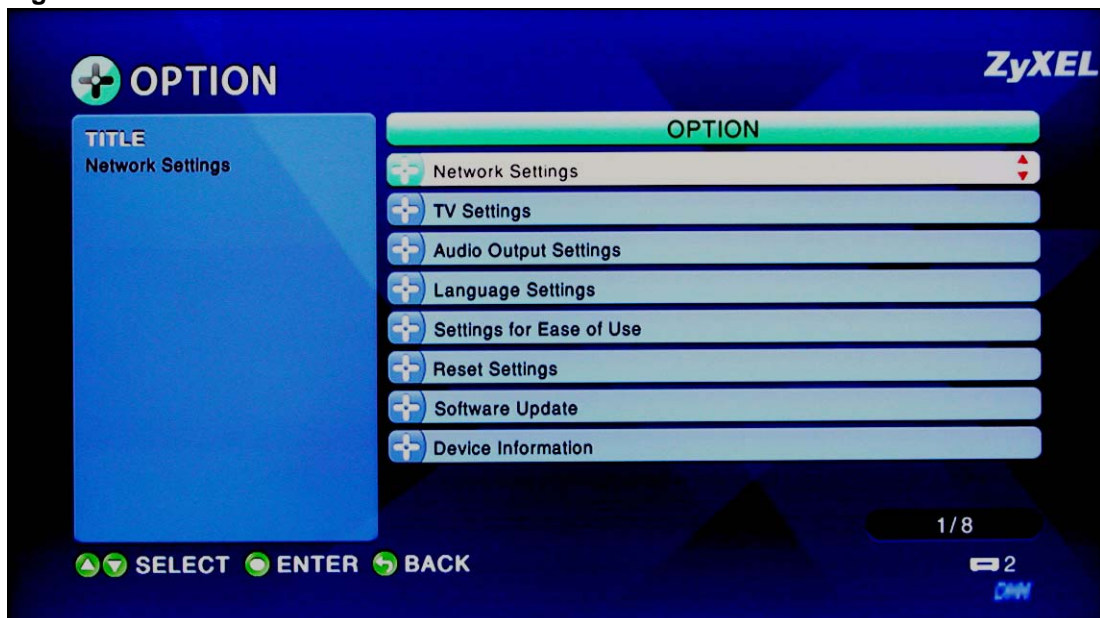 OPTION
ZyXEL
TITLE
Network Settings
OPTION
Network Settings
TV Settings
Audio Output Settings
Language Settings
Settings for Ease of Use
Reset Settings
Software Update
Device Information
1/8
SELECT ENTER BACK
2